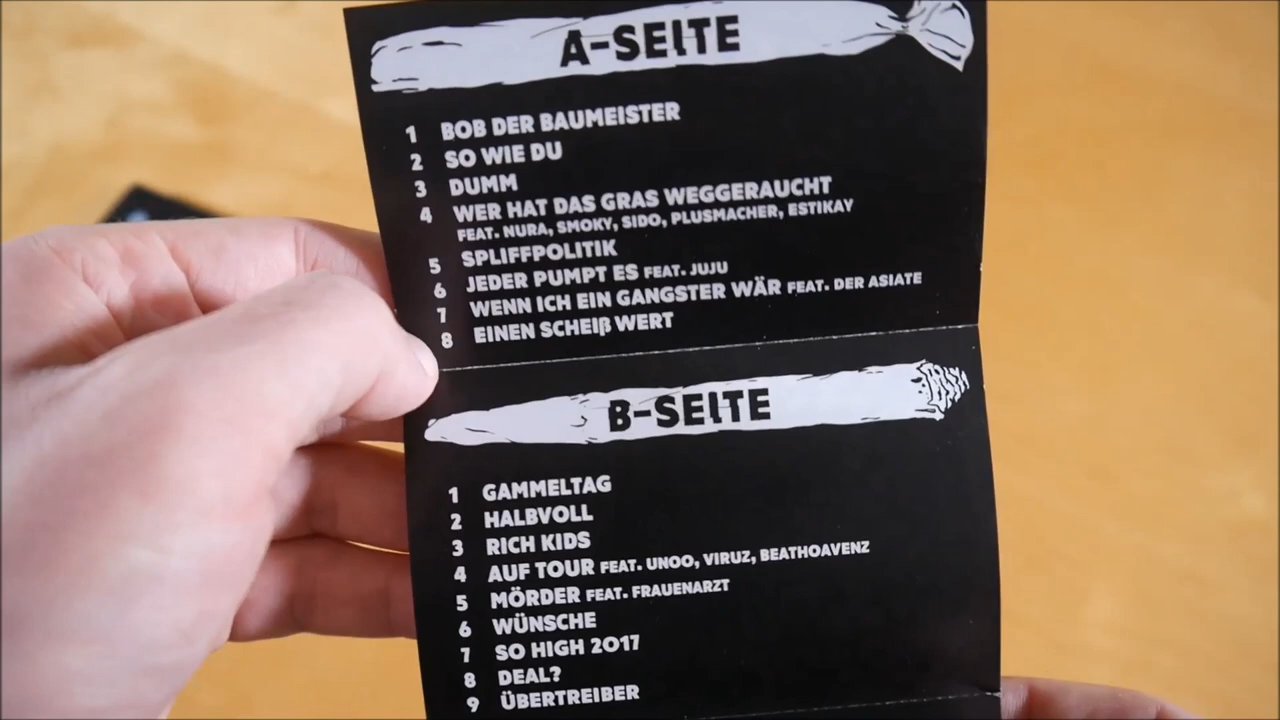 A-SEITE
1 BOB DER BAUMEISTER
2 SO WIE DU
3 DUMM
4 WER HAT DAS GRAS WEGGERAUCHT
FEAT. NURA, SMOKY, SIDO, PLUSMACHER, ESTIKAY
5 SPLIFFPOLITIK
6 JEDER PUMPT ES FEAT. JUJU
7 WENN ICH EIN GANGSTER WÄR FEAT. DER ASIATE
8 EINEN SCHEIß WERT
B-SEITE
1 GAMMELTAG
2 HALBVOLL
3 RICH KIDS
4 AUF TOUR FEAT. UNOO, VIRUZ, BEATHOAVENZ
5 MÖRDER FEAT. FRAUENARZT
6 WÜNSCHE
7 SO HIGH 2017
8 DEAL?
9 ÜBERTREIBER